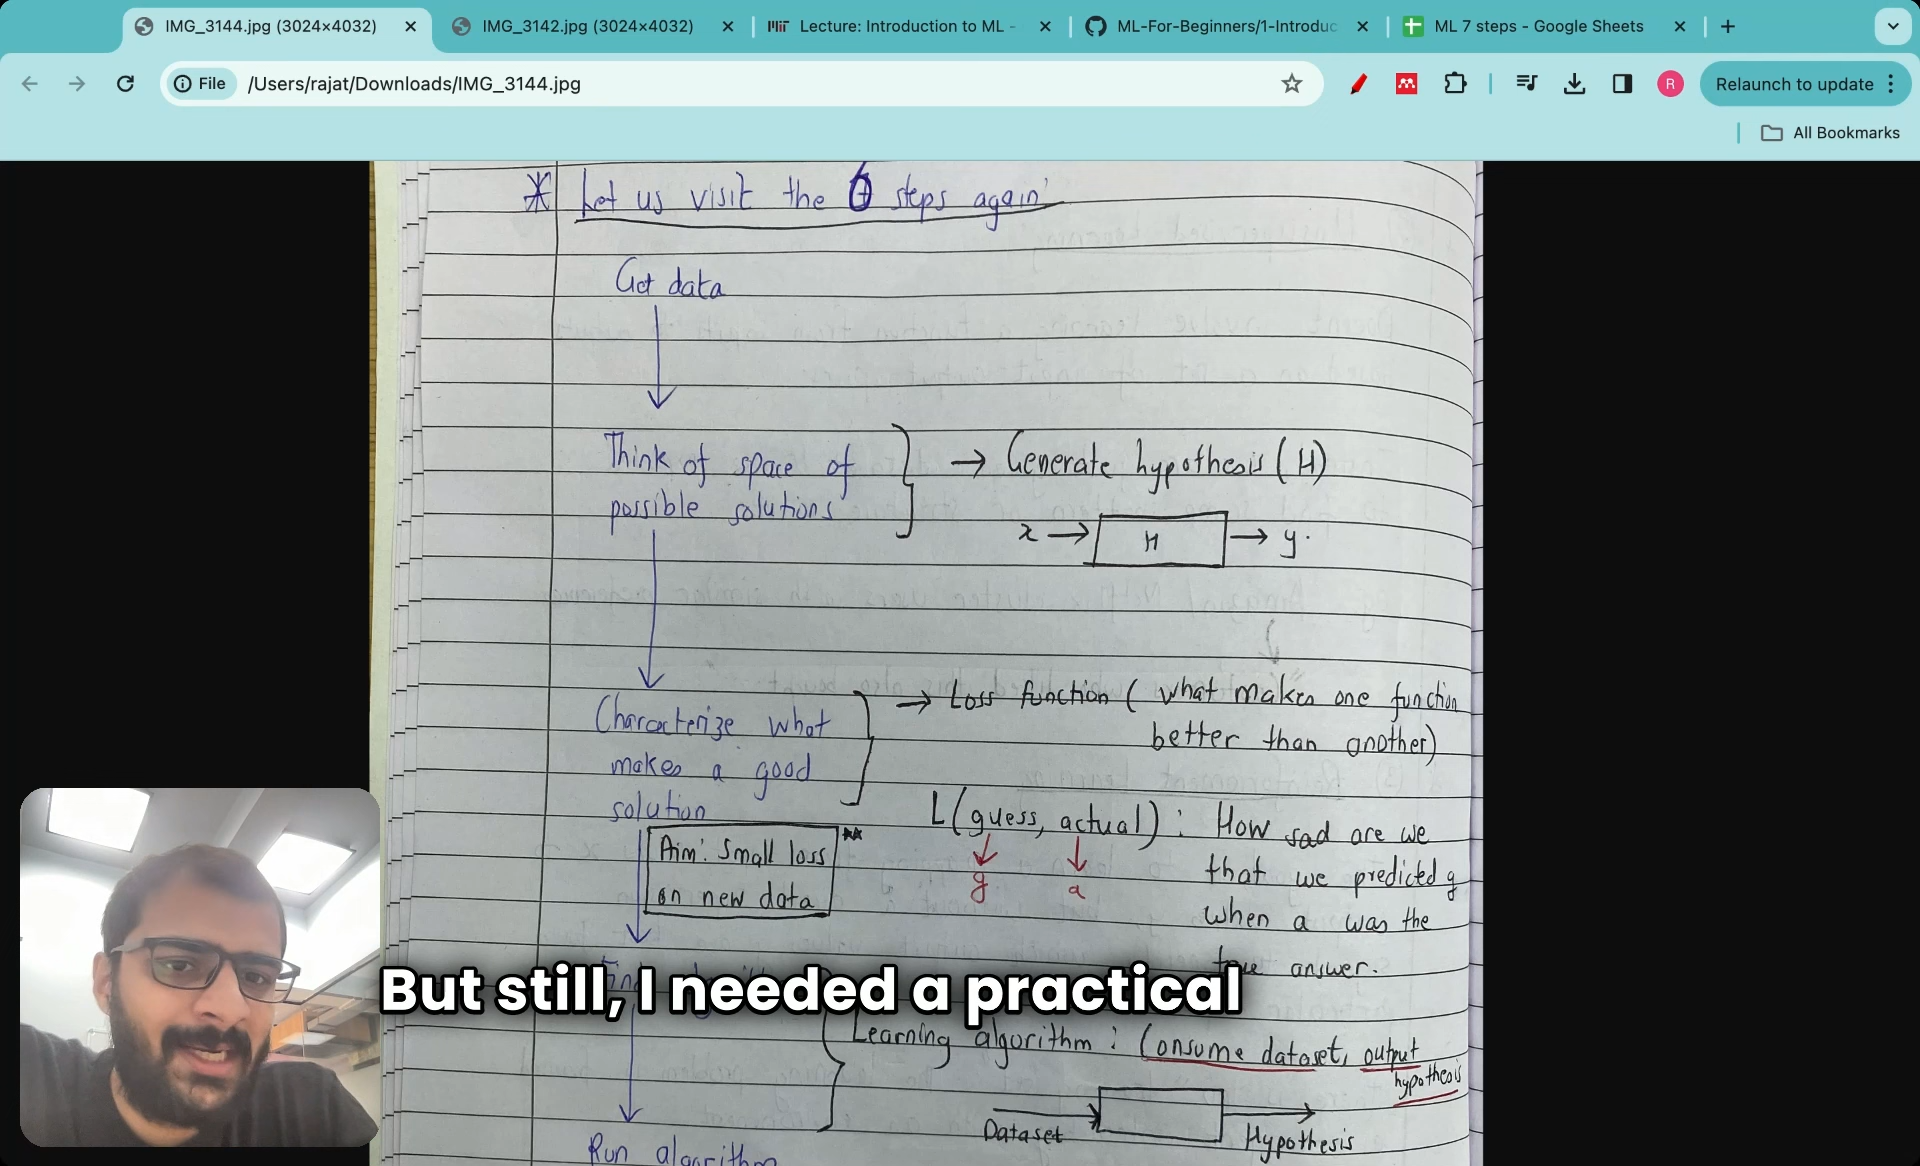 IMG_3144.jpg (3024×4032)
IMG_3142.jpg (3024×4032)
Lecture: Introduction to ML -
ML-For-Beginners/1-Introduc
ML 7 steps - Google Sheets
File
/Users/rajat/Downloads/IMG_3144.jpg
R
Relaunch to update
All Bookmarks
Let us visit the 6 steps again
Get data
Think of space of
possible solutions
→ Generate hypothesis (H)
x → H → y.
Characterize what
makes a good
solution
→ Loss function ( what makes one function
better than another)
L(guess, actual) : How sad are we
g a
that we predicted g
when a was the
true answer.
Aim: Small loss
on new data
**
But still, I needed a practical
Learning algorithm : Consume dataset, output
hypothesis
Dataset
Hypothesis
Run algorithm